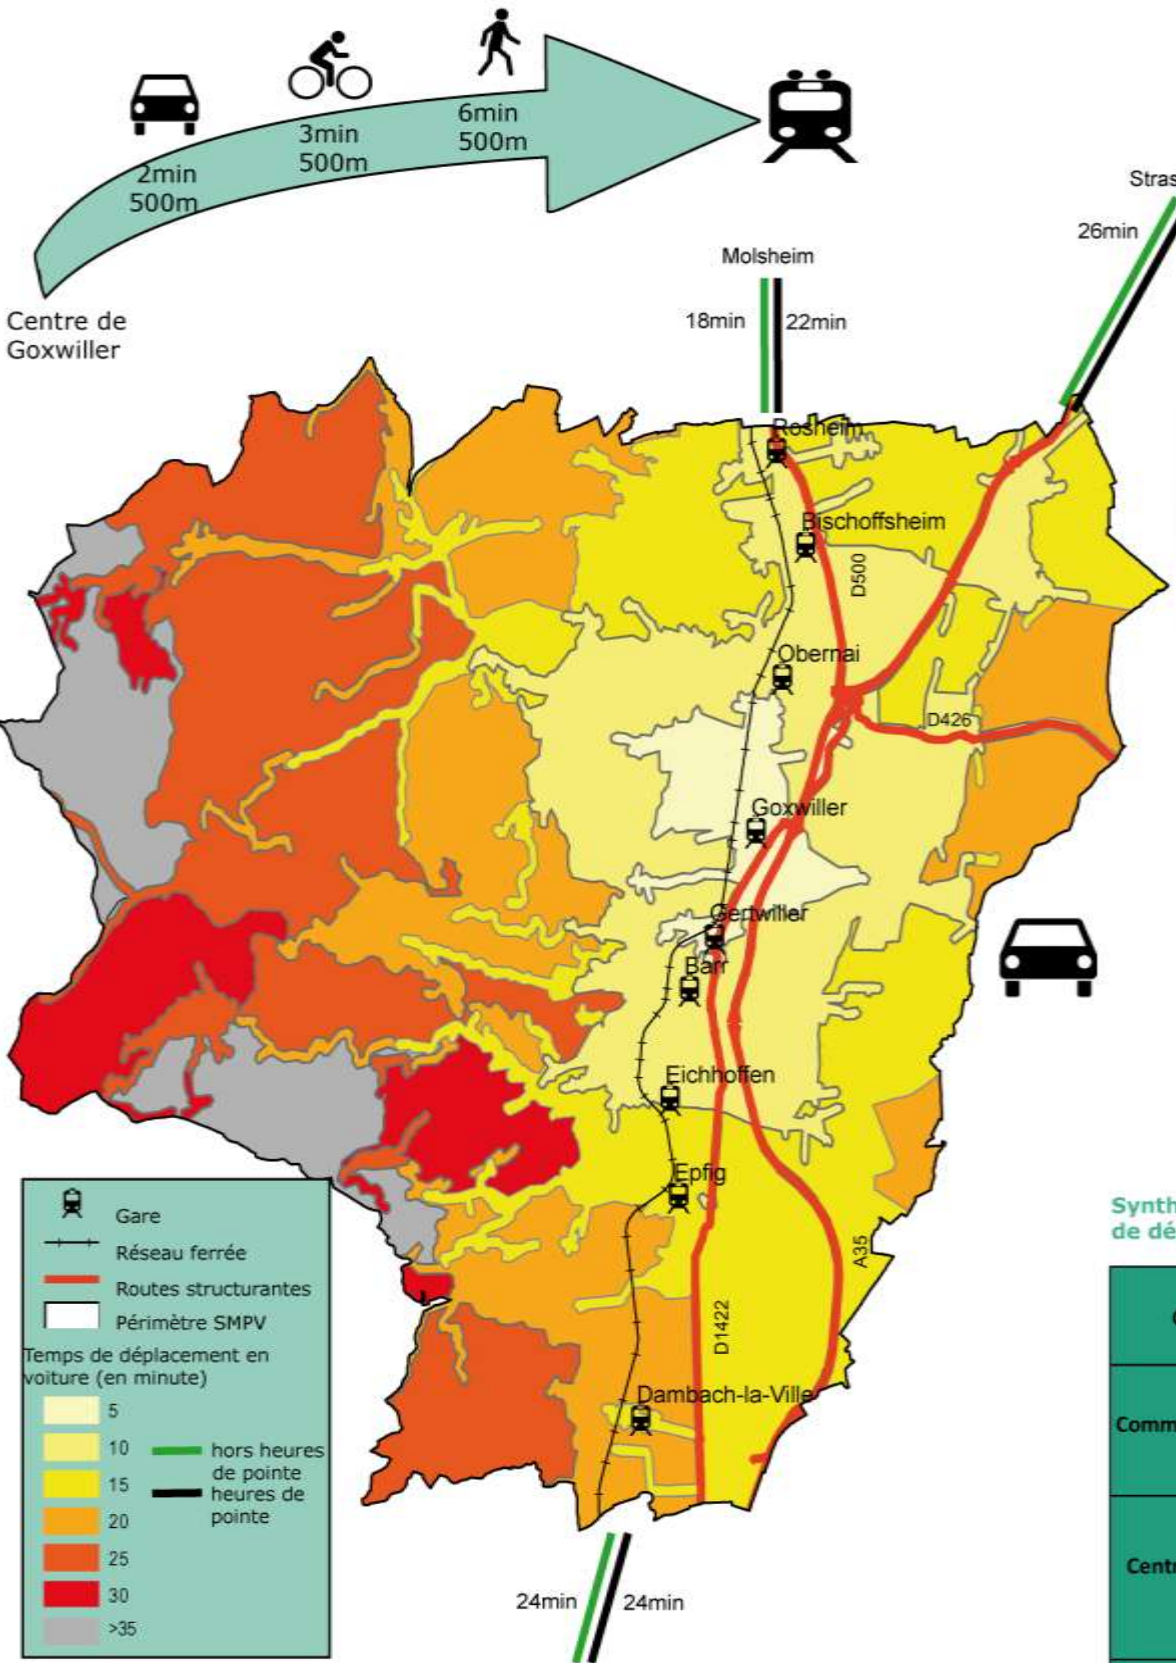 2min
500m
3min
500m
6min
500m
Centre de
Goxwiller
Molsheim
18min
22min
26min
Rosheim
Bischoffsheim
D500
Obernai
D426
Goxwiller
Gertwiller
Barr
Eichhoffen
Epfig
A35
D1422
Dambach-la-Ville
24min
24min
Gare
Réseau ferrée
Routes structurantes
Périmètre SMPV
Temps de déplacement en
voiture (en minute)
5
10
15
20
25
30
>35
hors heures
de pointe
heures de
pointe